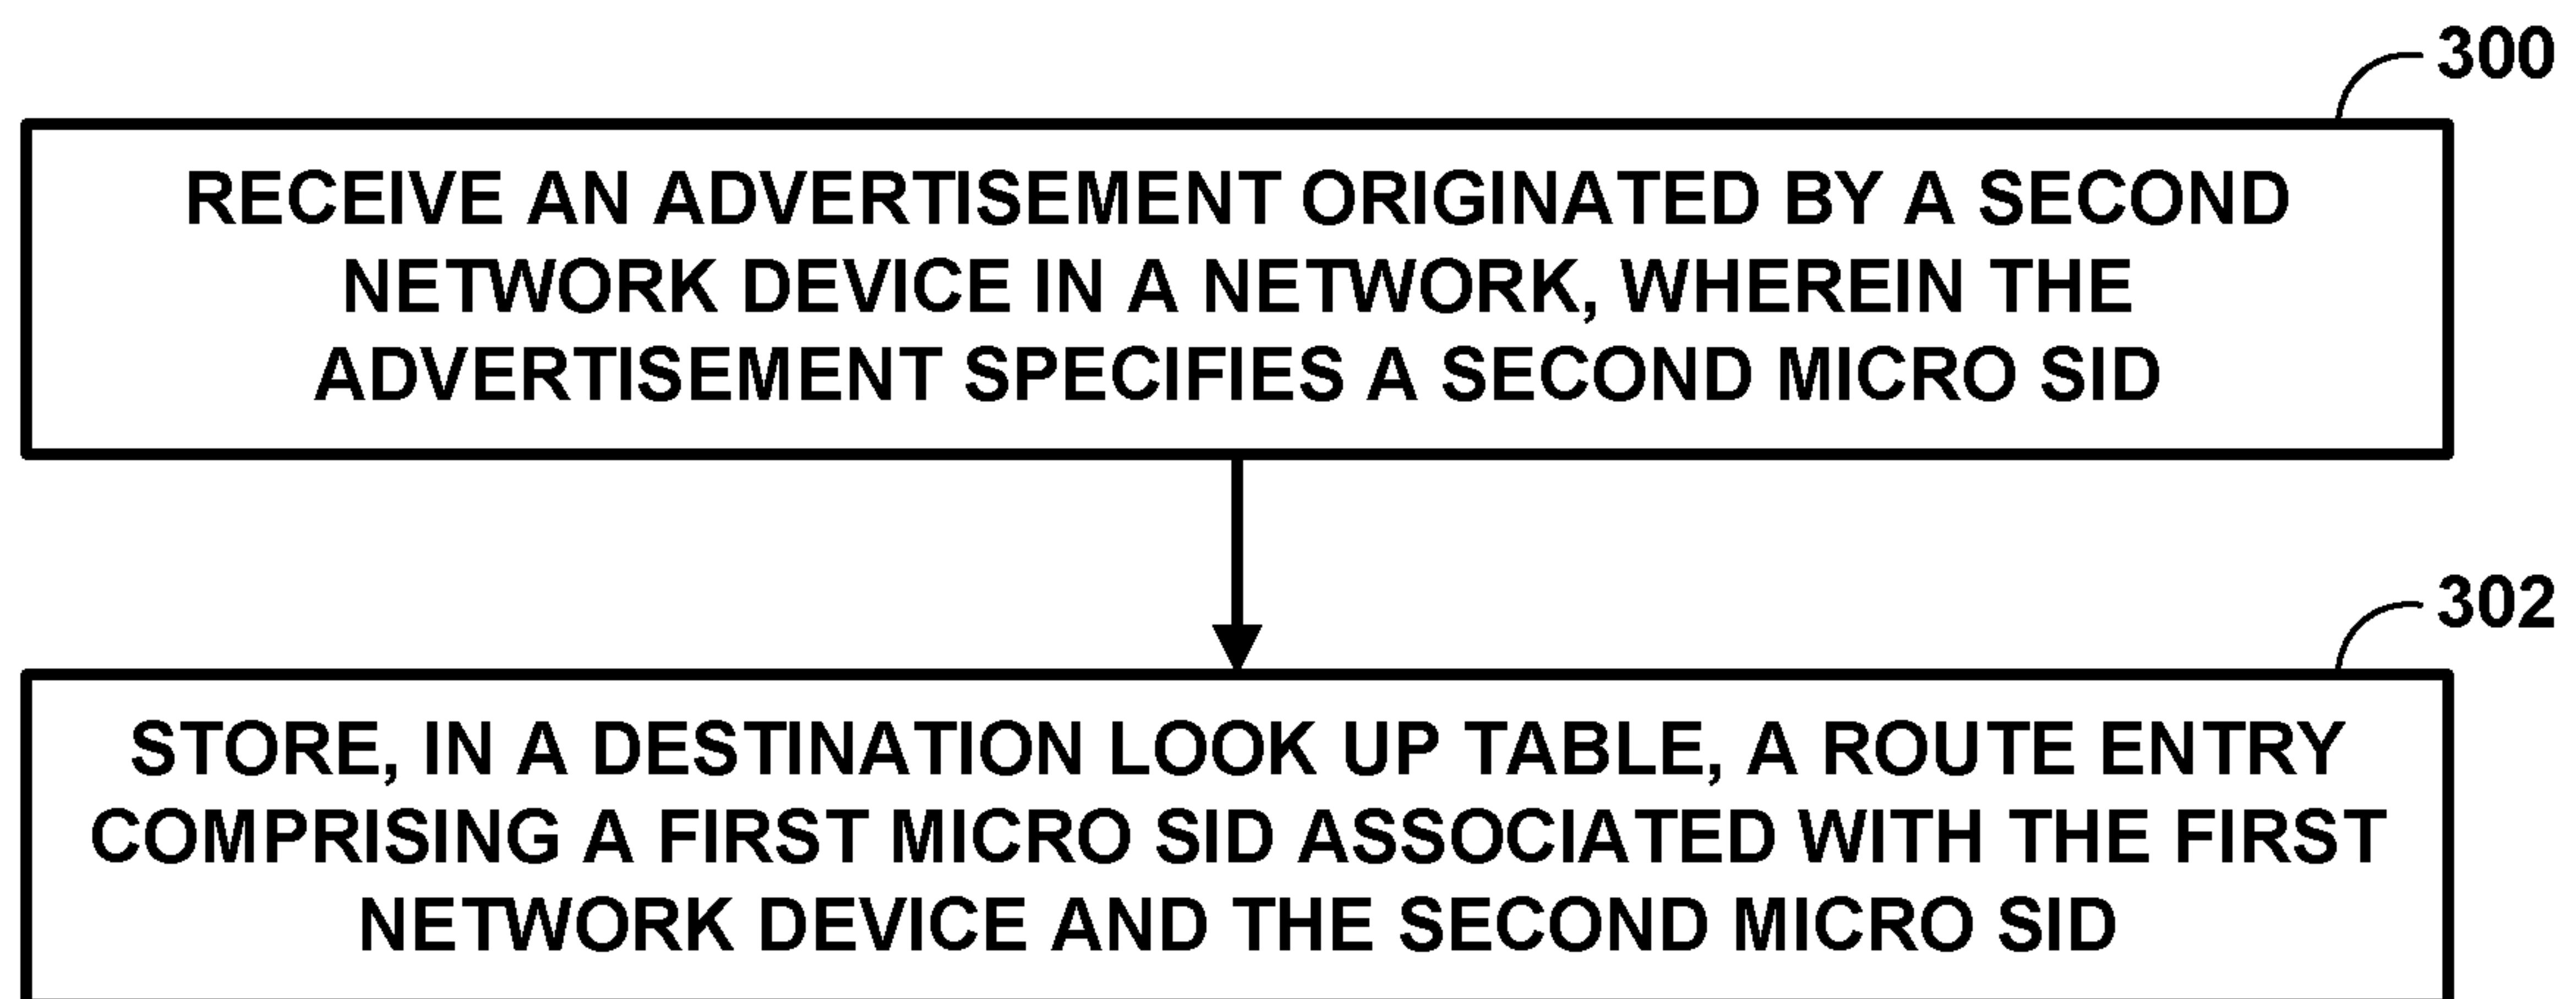 300
RECEIVE AN ADVERTISEMENT ORIGINATED BY A SECOND
NETWORK DEVICE IN A NETWORK, WHEREIN THE
ADVERTISEMENT SPECIFIES A SECOND MICRO SID
302
STORE, IN A DESTINATION LOOK UP TABLE, A ROUTE ENTRY
COMPRISING A FIRST MICRO SID ASSOCIATED WITH THE FIRST
NETWORK DEVICE AND THE SECOND MICRO SID